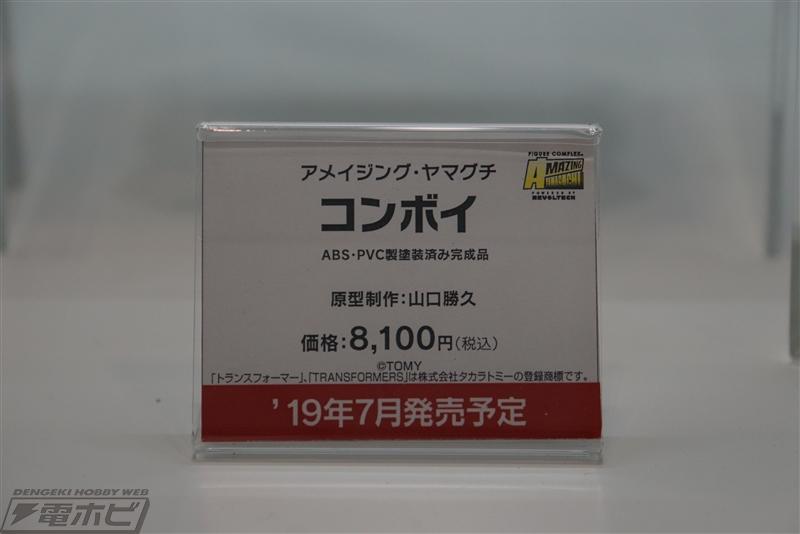 アメイジング・ヤマグチ
FIGURE COMPLEX
AMAZING
YAMAGUCHI
POWERED BY
REVOLTECH
コンボイ
ABS・PVC製塗装済み完成品
原型制作:山口勝久
価格:8,100円(税込)
©TOMY
「トランスフォーマー」、「TRANSFORMERS」は株式会社タカラトミーの登録商標です。
'19年7月発売予定
DENGEKI HOBBY WEB
電ホビ